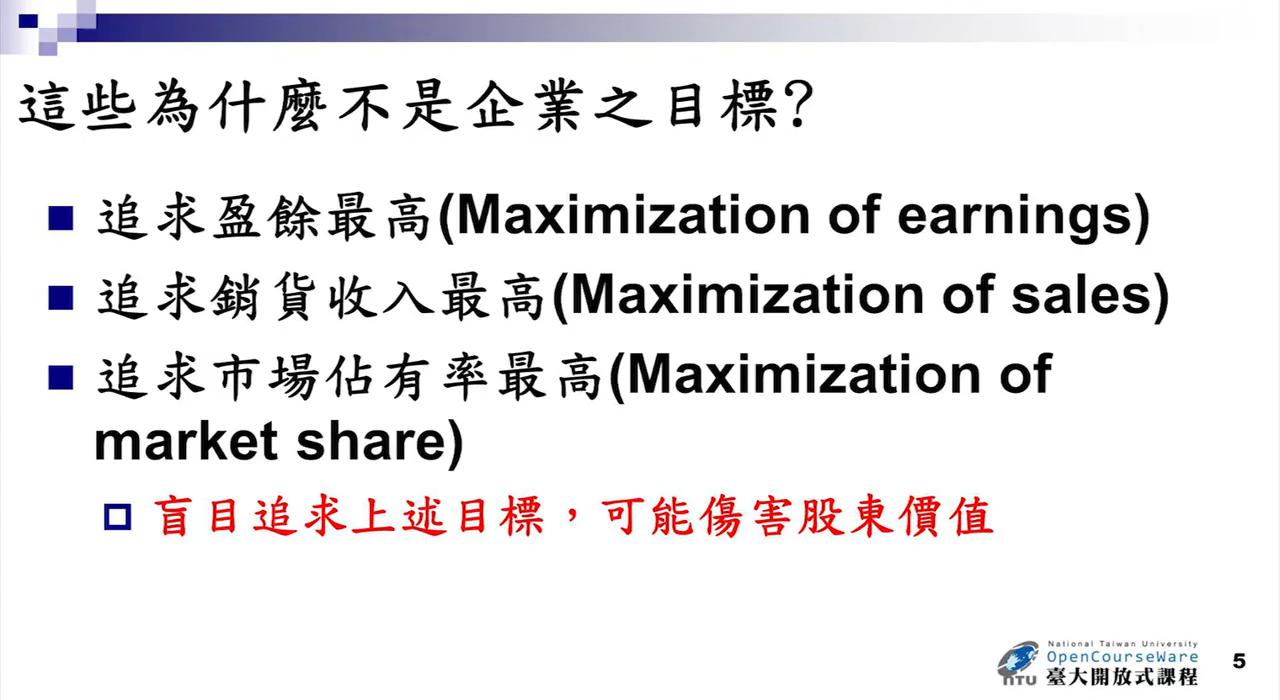 這些為什麼不是企業之目標?
追求盈餘最高(Maximization of earnings)
追求銷貨收入最高(Maximization of sales)
追求市場佔有率最高(Maximization of
market share)
盲目追求上述目標，可能傷害股東價值
National Taiwan University
OpenCourseWare
NTU 臺大開放式課程
5